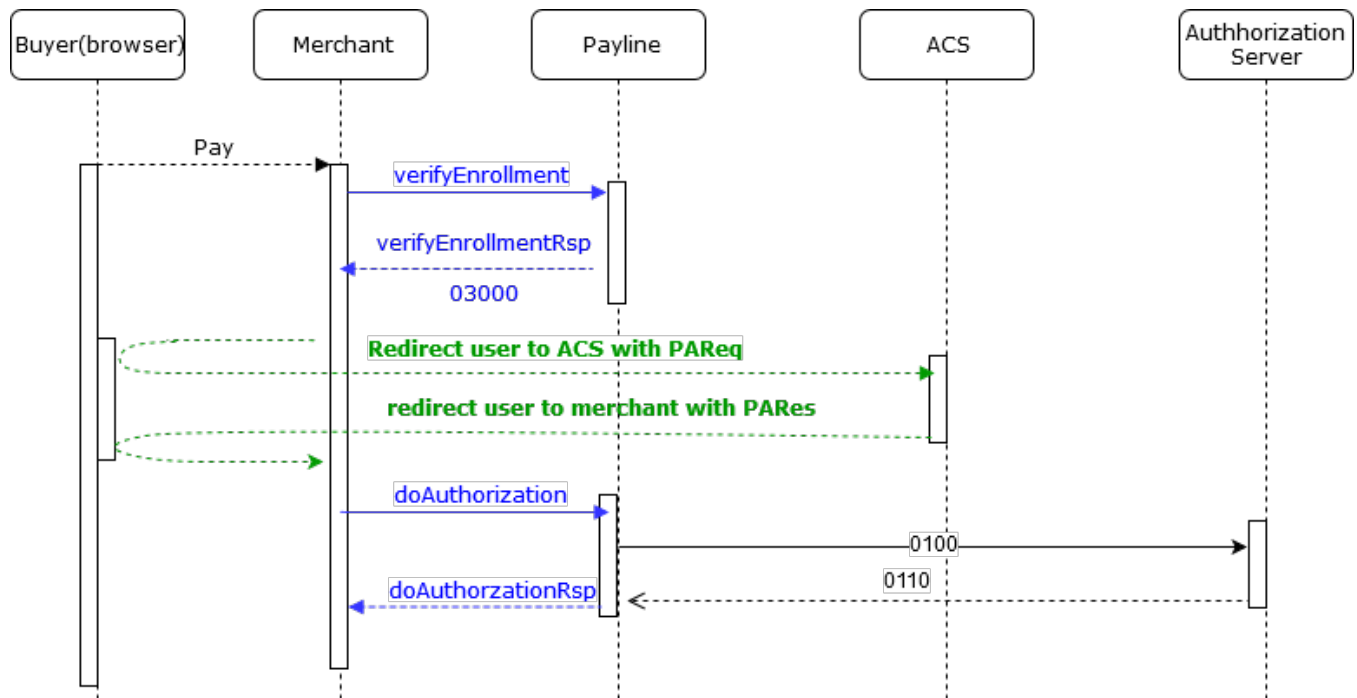 Buyer(browser)
Merchant
Payline
ACS
Authhorization
Server
Pay
verifyEnrollment
verifyEnrollmentRsp
03000
Redirect user to ACS with PAReq
redirect user to merchant with PARes
doAuthorization
0100
0110
doAuthorzationRsp